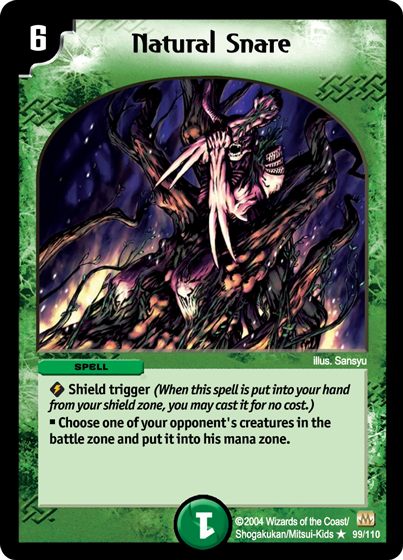 6
Natural Snare
illus. Sansyu
SPELL
Shield trigger (When this spell is put into your hand
from your shield zone, you may cast it for no cost.)
▪ Choose one of your opponent's creatures in the
battle zone and put it into his mana zone.
1
©2004 Wizards of the Coast/
Shogakukan/Mitsui-Kids ★ 99/110